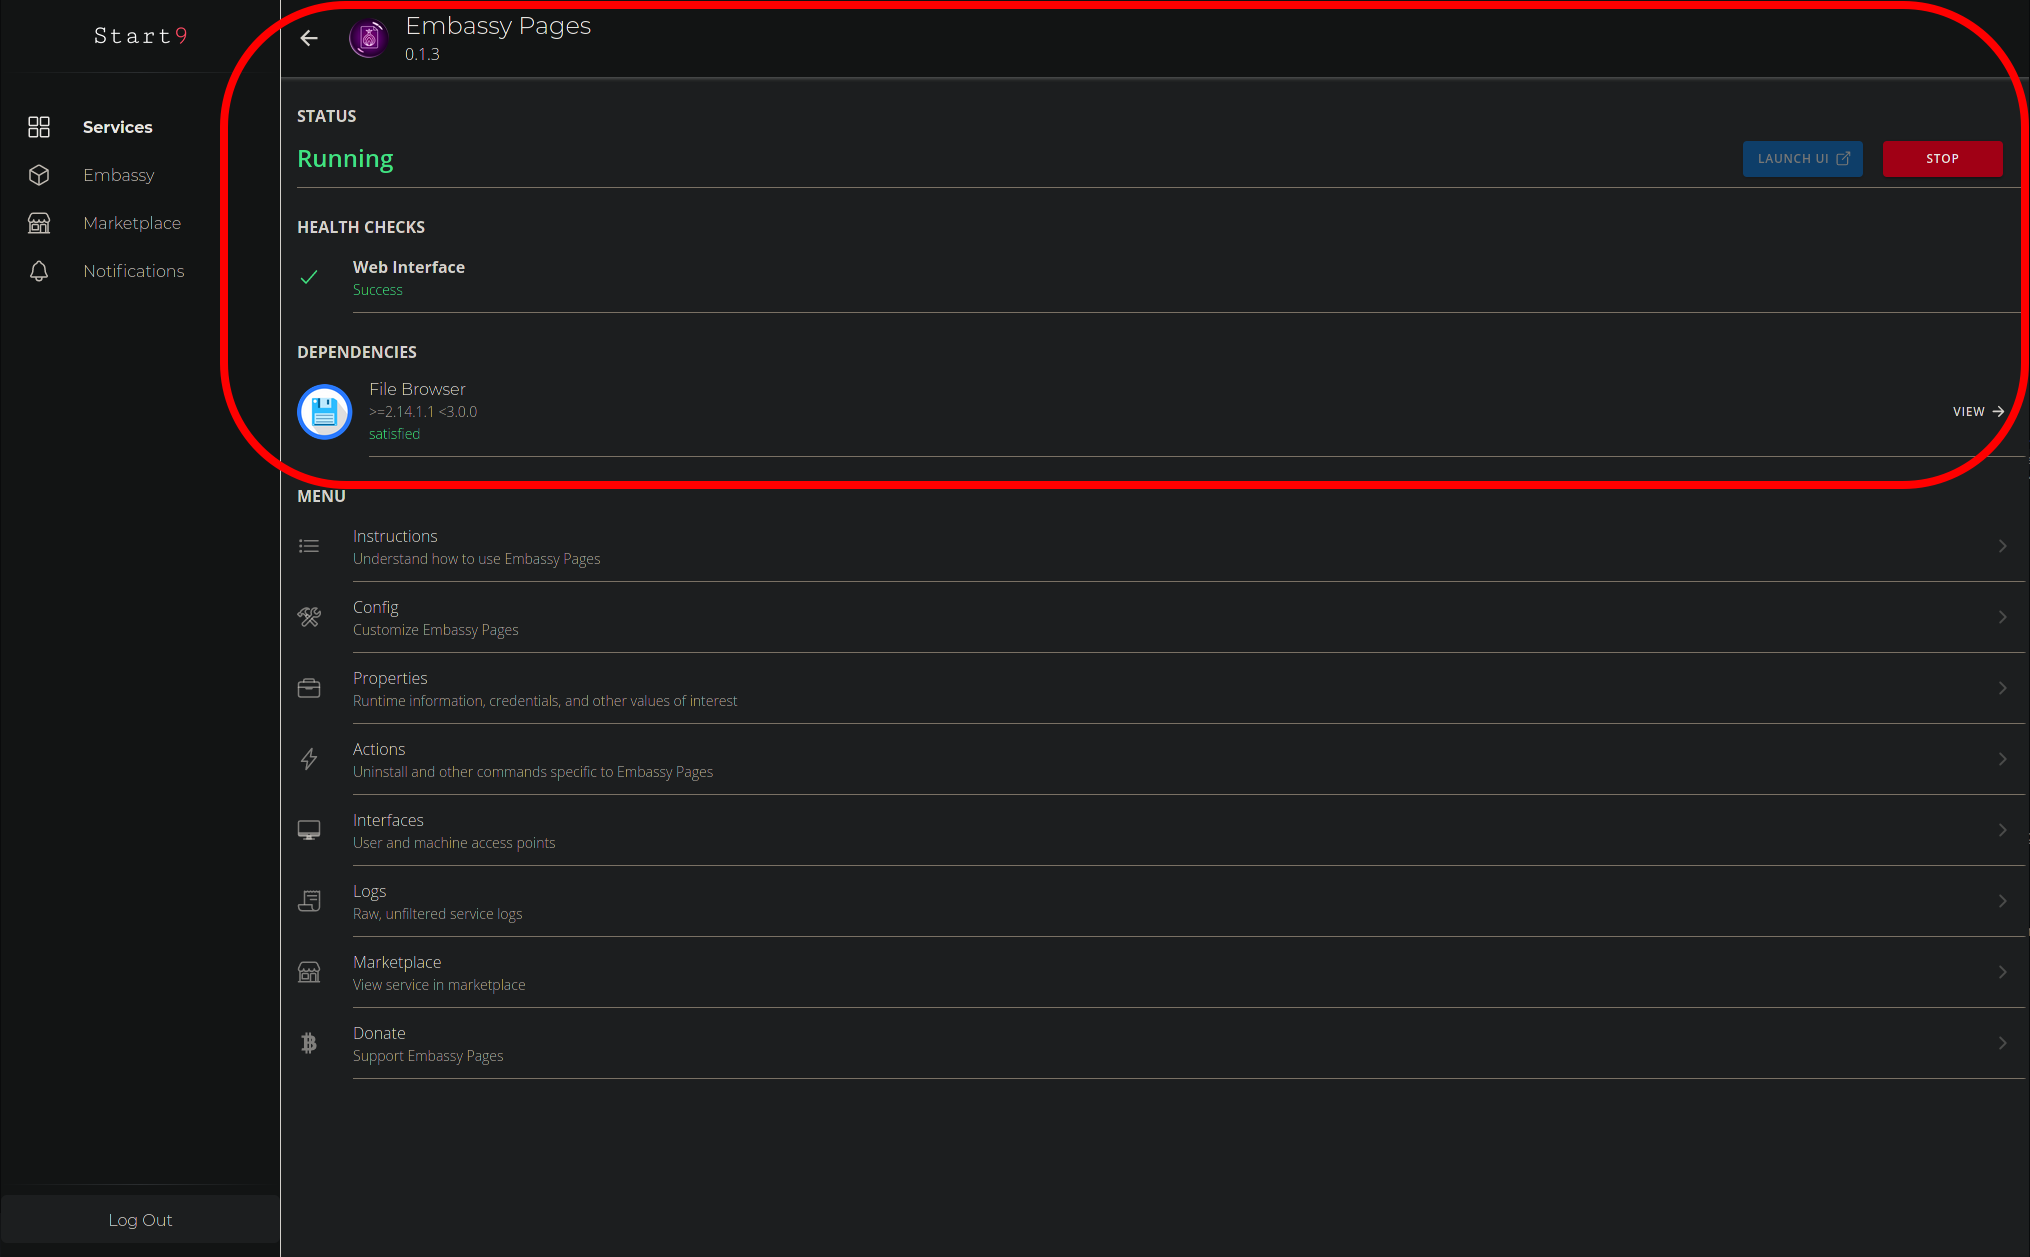 Start9
Services
Embassy
Marketplace
Notifications
Log Out
Embassy Pages
0.1.3
STATUS
Running
LAUNCH UI
STOP
HEALTH CHECKS
Web Interface
Success
DEPENDENCIES
File Browser
>=2.14.1.1 <3.0.0
satisfied
VIEW
MENU
Instructions
Understand how to use Embassy Pages
Config
Customize Embassy Pages
Properties
Runtime information, credentials, and other values of interest
Actions
Uninstall and other commands specific to Embassy Pages
Interfaces
User and machine access points
Logs
Raw, unfiltered service logs
Marketplace
View service in marketplace
Donate
Support Embassy Pages